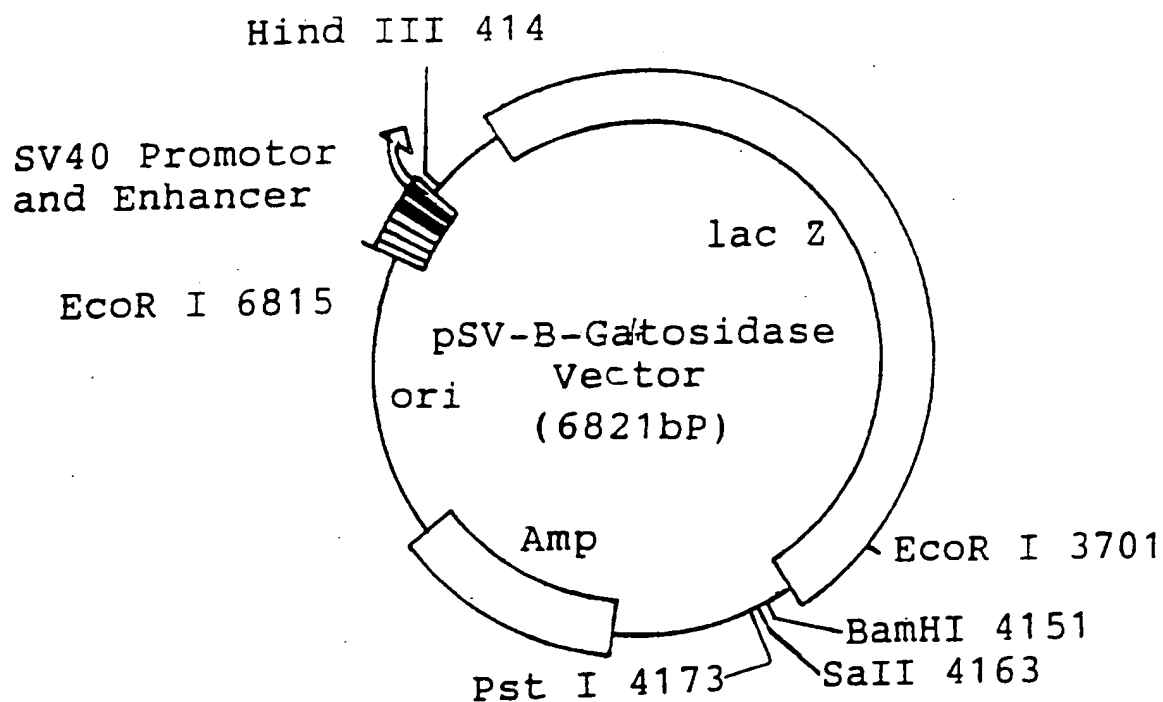 Hind III 414
SV40 Promotor
and Enhancer
lac Z
EcoR I 6815
pSV-B-Gatosidase
Vector
(6821bP)
ori
Amp
EcoR I 3701
BamHI 4151
SaII 4163
Pst I 4173